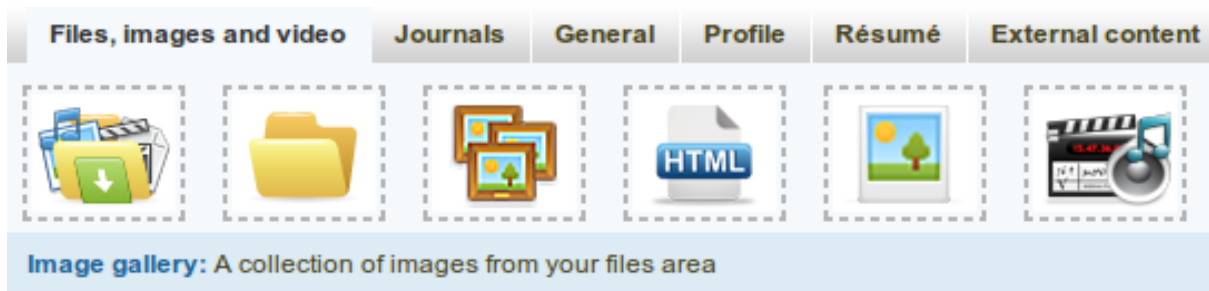 Files, images and video Journals General Profile Résumé External content
HTML
Image gallery: A collection of images from your files area